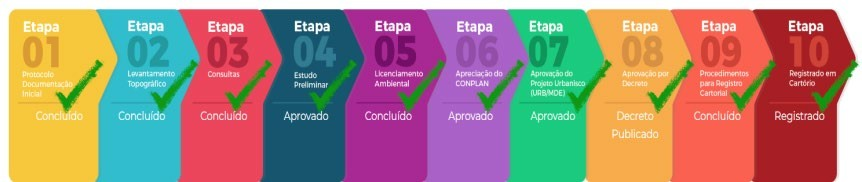 Etapa
01
Protocolo
Documentação
Inicial
Concluído
Etapa
02
Levantamento
Topográfico
Concluído
Etapa
03
Consultas
Concluído
Etapa
04
Estudo
Preliminar
Aprovado
Etapa
05
Licenciamento
Ambiental
Concluído
Etapa
06
Apreciação do
CONPLAN
Aprovado
Etapa
07
Aprovação do
Projeto Urbanísco
(URB/MDE)
Aprovado
Etapa
08
Aprovação por
Decreto
Decreto
Publicado
Etapa
09
Procedimentos
para Registro
Cartorial
Concluído
Etapa
10
Registrado em
Cartório
Registrado